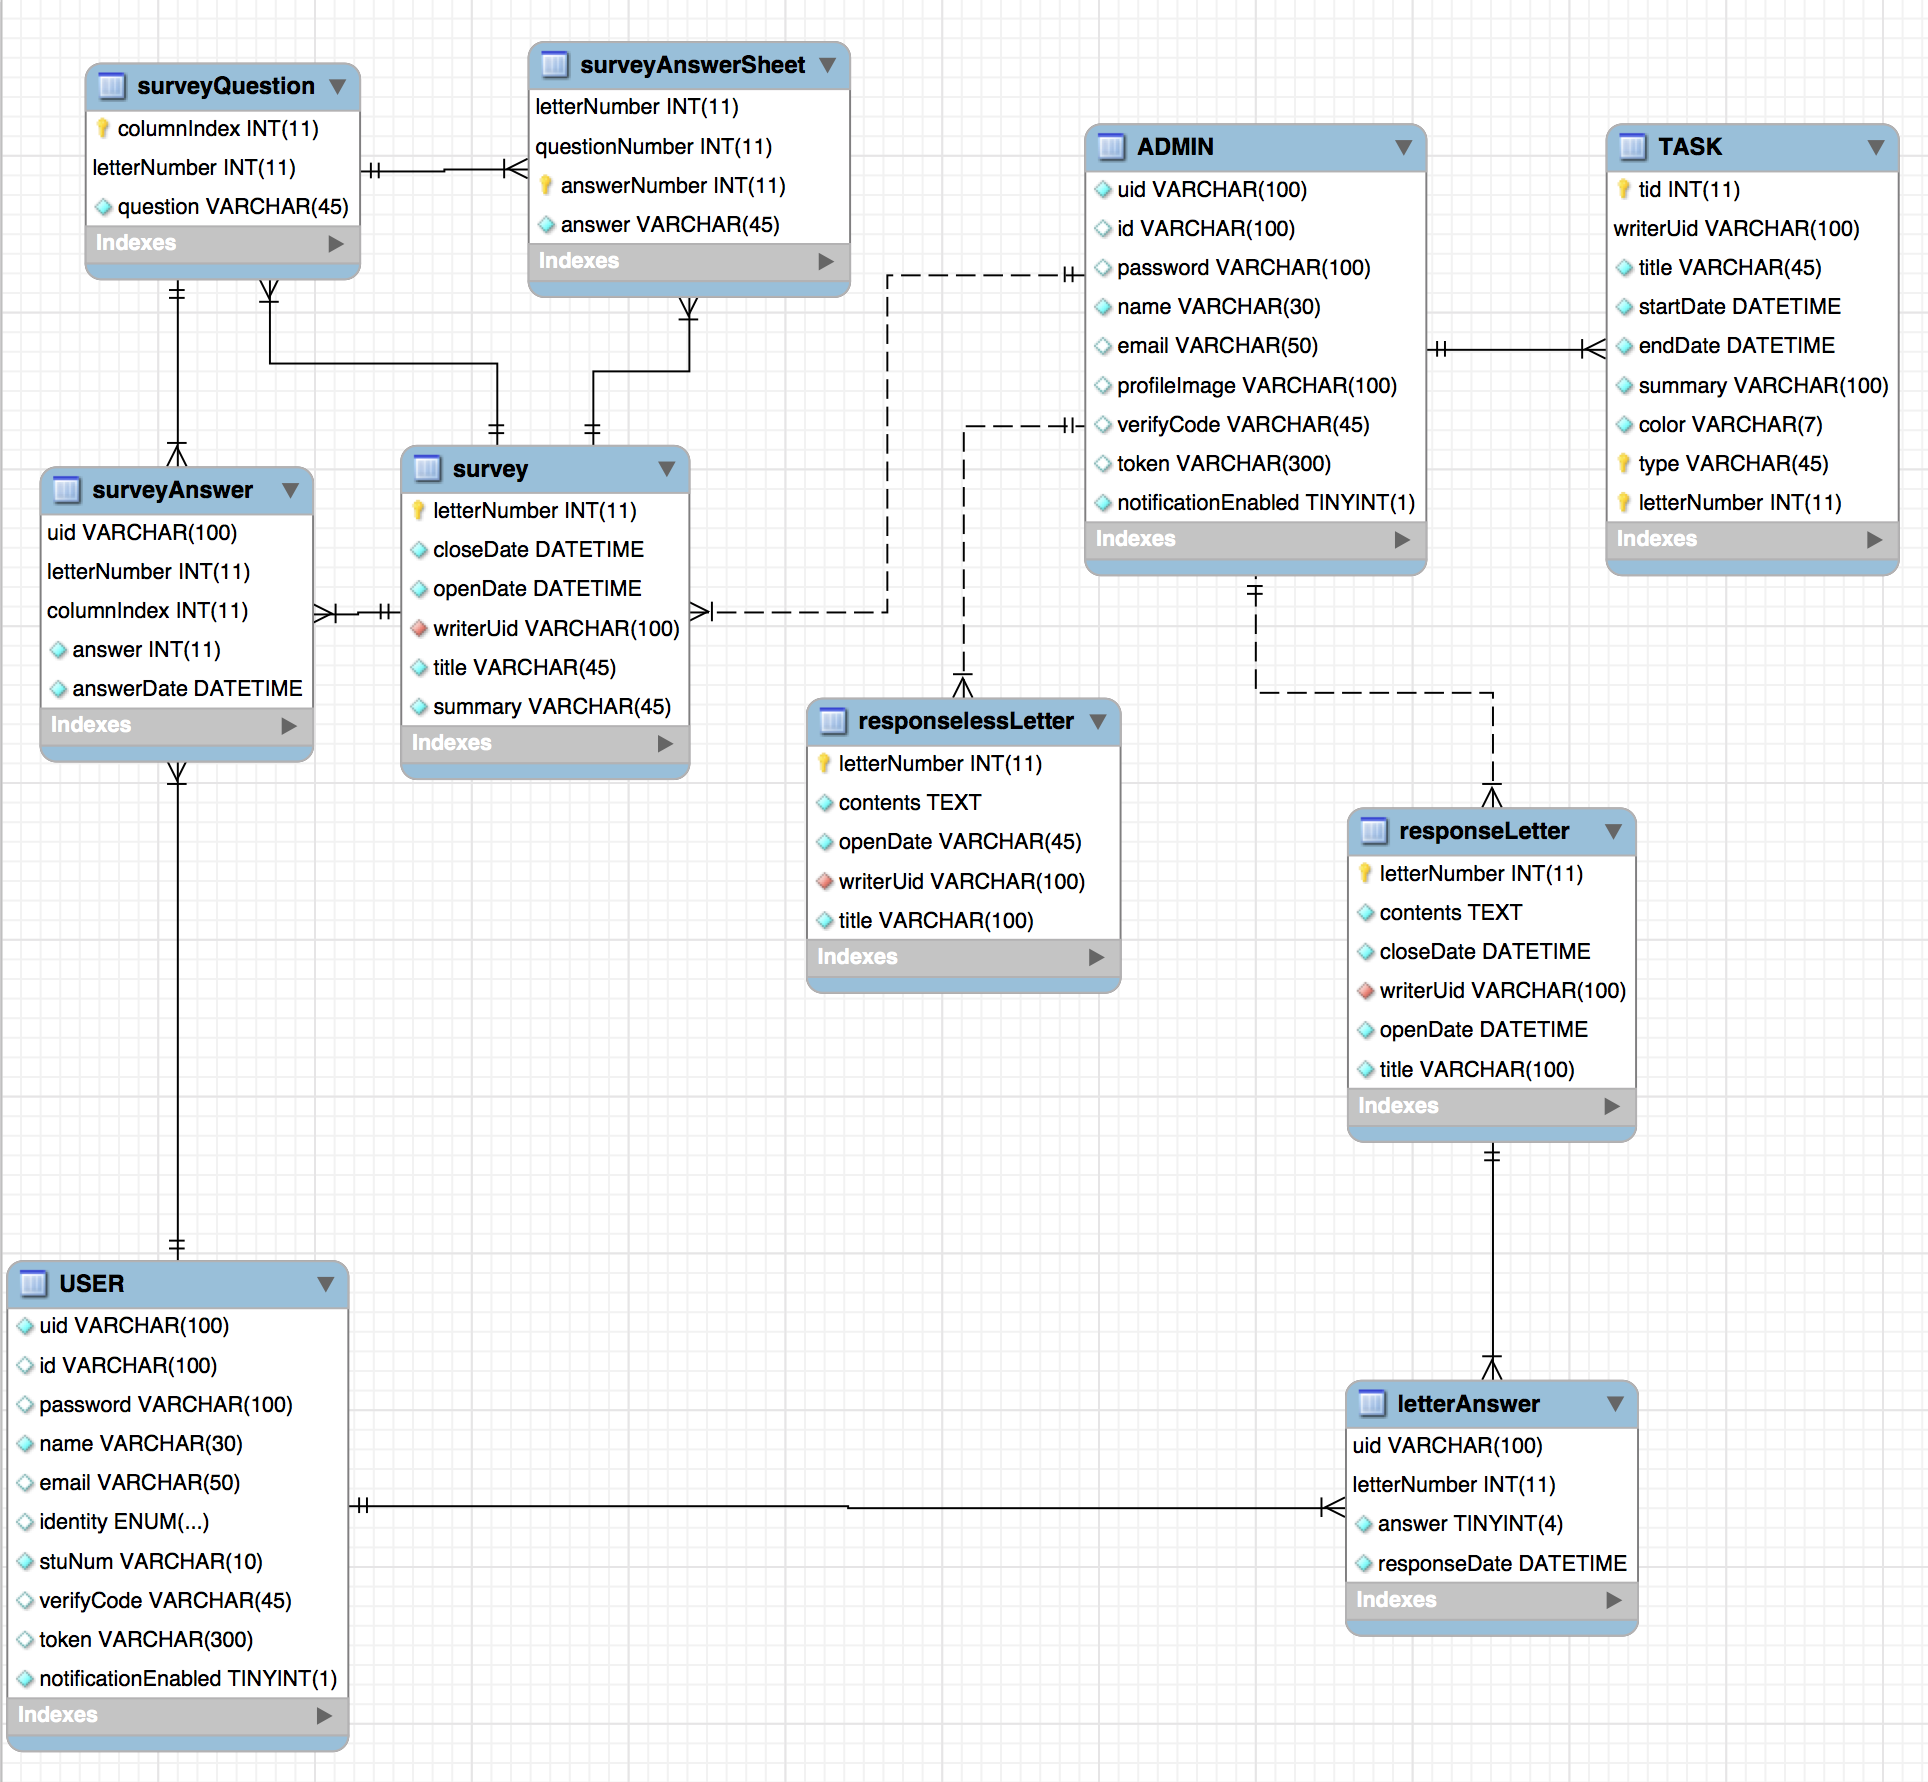 surveyQuestion
columnIndex INT(11)
letterNumber INT(11)
question VARCHAR(45)
Indexes
surveyAnswerSheet
letterNumber INT(11)
questionNumber INT(11)
answerNumber INT(11)
answer VARCHAR(45)
Indexes
ADMIN
uid VARCHAR(100)
id VARCHAR(100)
password VARCHAR(100)
name VARCHAR(30)
email VARCHAR(50)
profileImage VARCHAR(100)
verifyCode VARCHAR(45)
token VARCHAR(300)
notificationEnabled TINYINT(1)
Indexes
TASK
tid INT(11)
writerUid VARCHAR(100)
title VARCHAR(45)
startDate DATETIME
endDate DATETIME
summary VARCHAR(100)
color VARCHAR(7)
type VARCHAR(45)
letterNumber INT(11)
Indexes
surveyAnswer
uid VARCHAR(100)
letterNumber INT(11)
columnIndex INT(11)
answer INT(11)
answerDate DATETIME
Indexes
survey
letterNumber INT(11)
closeDate DATETIME
openDate DATETIME
writerUid VARCHAR(100)
title VARCHAR(45)
summary VARCHAR(45)
Indexes
responselessLetter
letterNumber INT(11)
contents TEXT
openDate VARCHAR(45)
writerUid VARCHAR(100)
title VARCHAR(100)
Indexes
responseLetter
letterNumber INT(11)
contents TEXT
closeDate DATETIME
writerUid VARCHAR(100)
openDate DATETIME
title VARCHAR(100)
Indexes
USER
uid VARCHAR(100)
id VARCHAR(100)
password VARCHAR(100)
name VARCHAR(30)
email VARCHAR(50)
identity ENUM(...)
stuNum VARCHAR(10)
verifyCode VARCHAR(45)
token VARCHAR(300)
notificationEnabled TINYINT(1)
Indexes
letterAnswer
uid VARCHAR(100)
letterNumber INT(11)
answer TINYINT(4)
responseDate DATETIME
Indexes